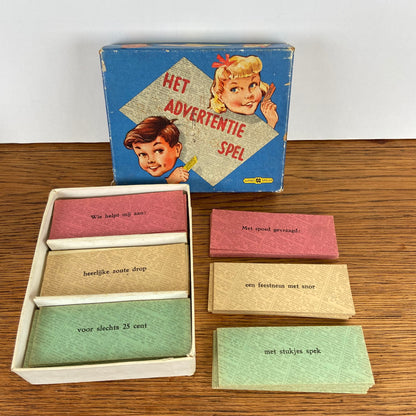 HET
ADVERTENTIE
SPEL
Wie helpt mij aan:
heerlijke zoute drop
voor slechts 25 cent
Met spoed gevraagd:
een feestneus met snor
met stukjes spek